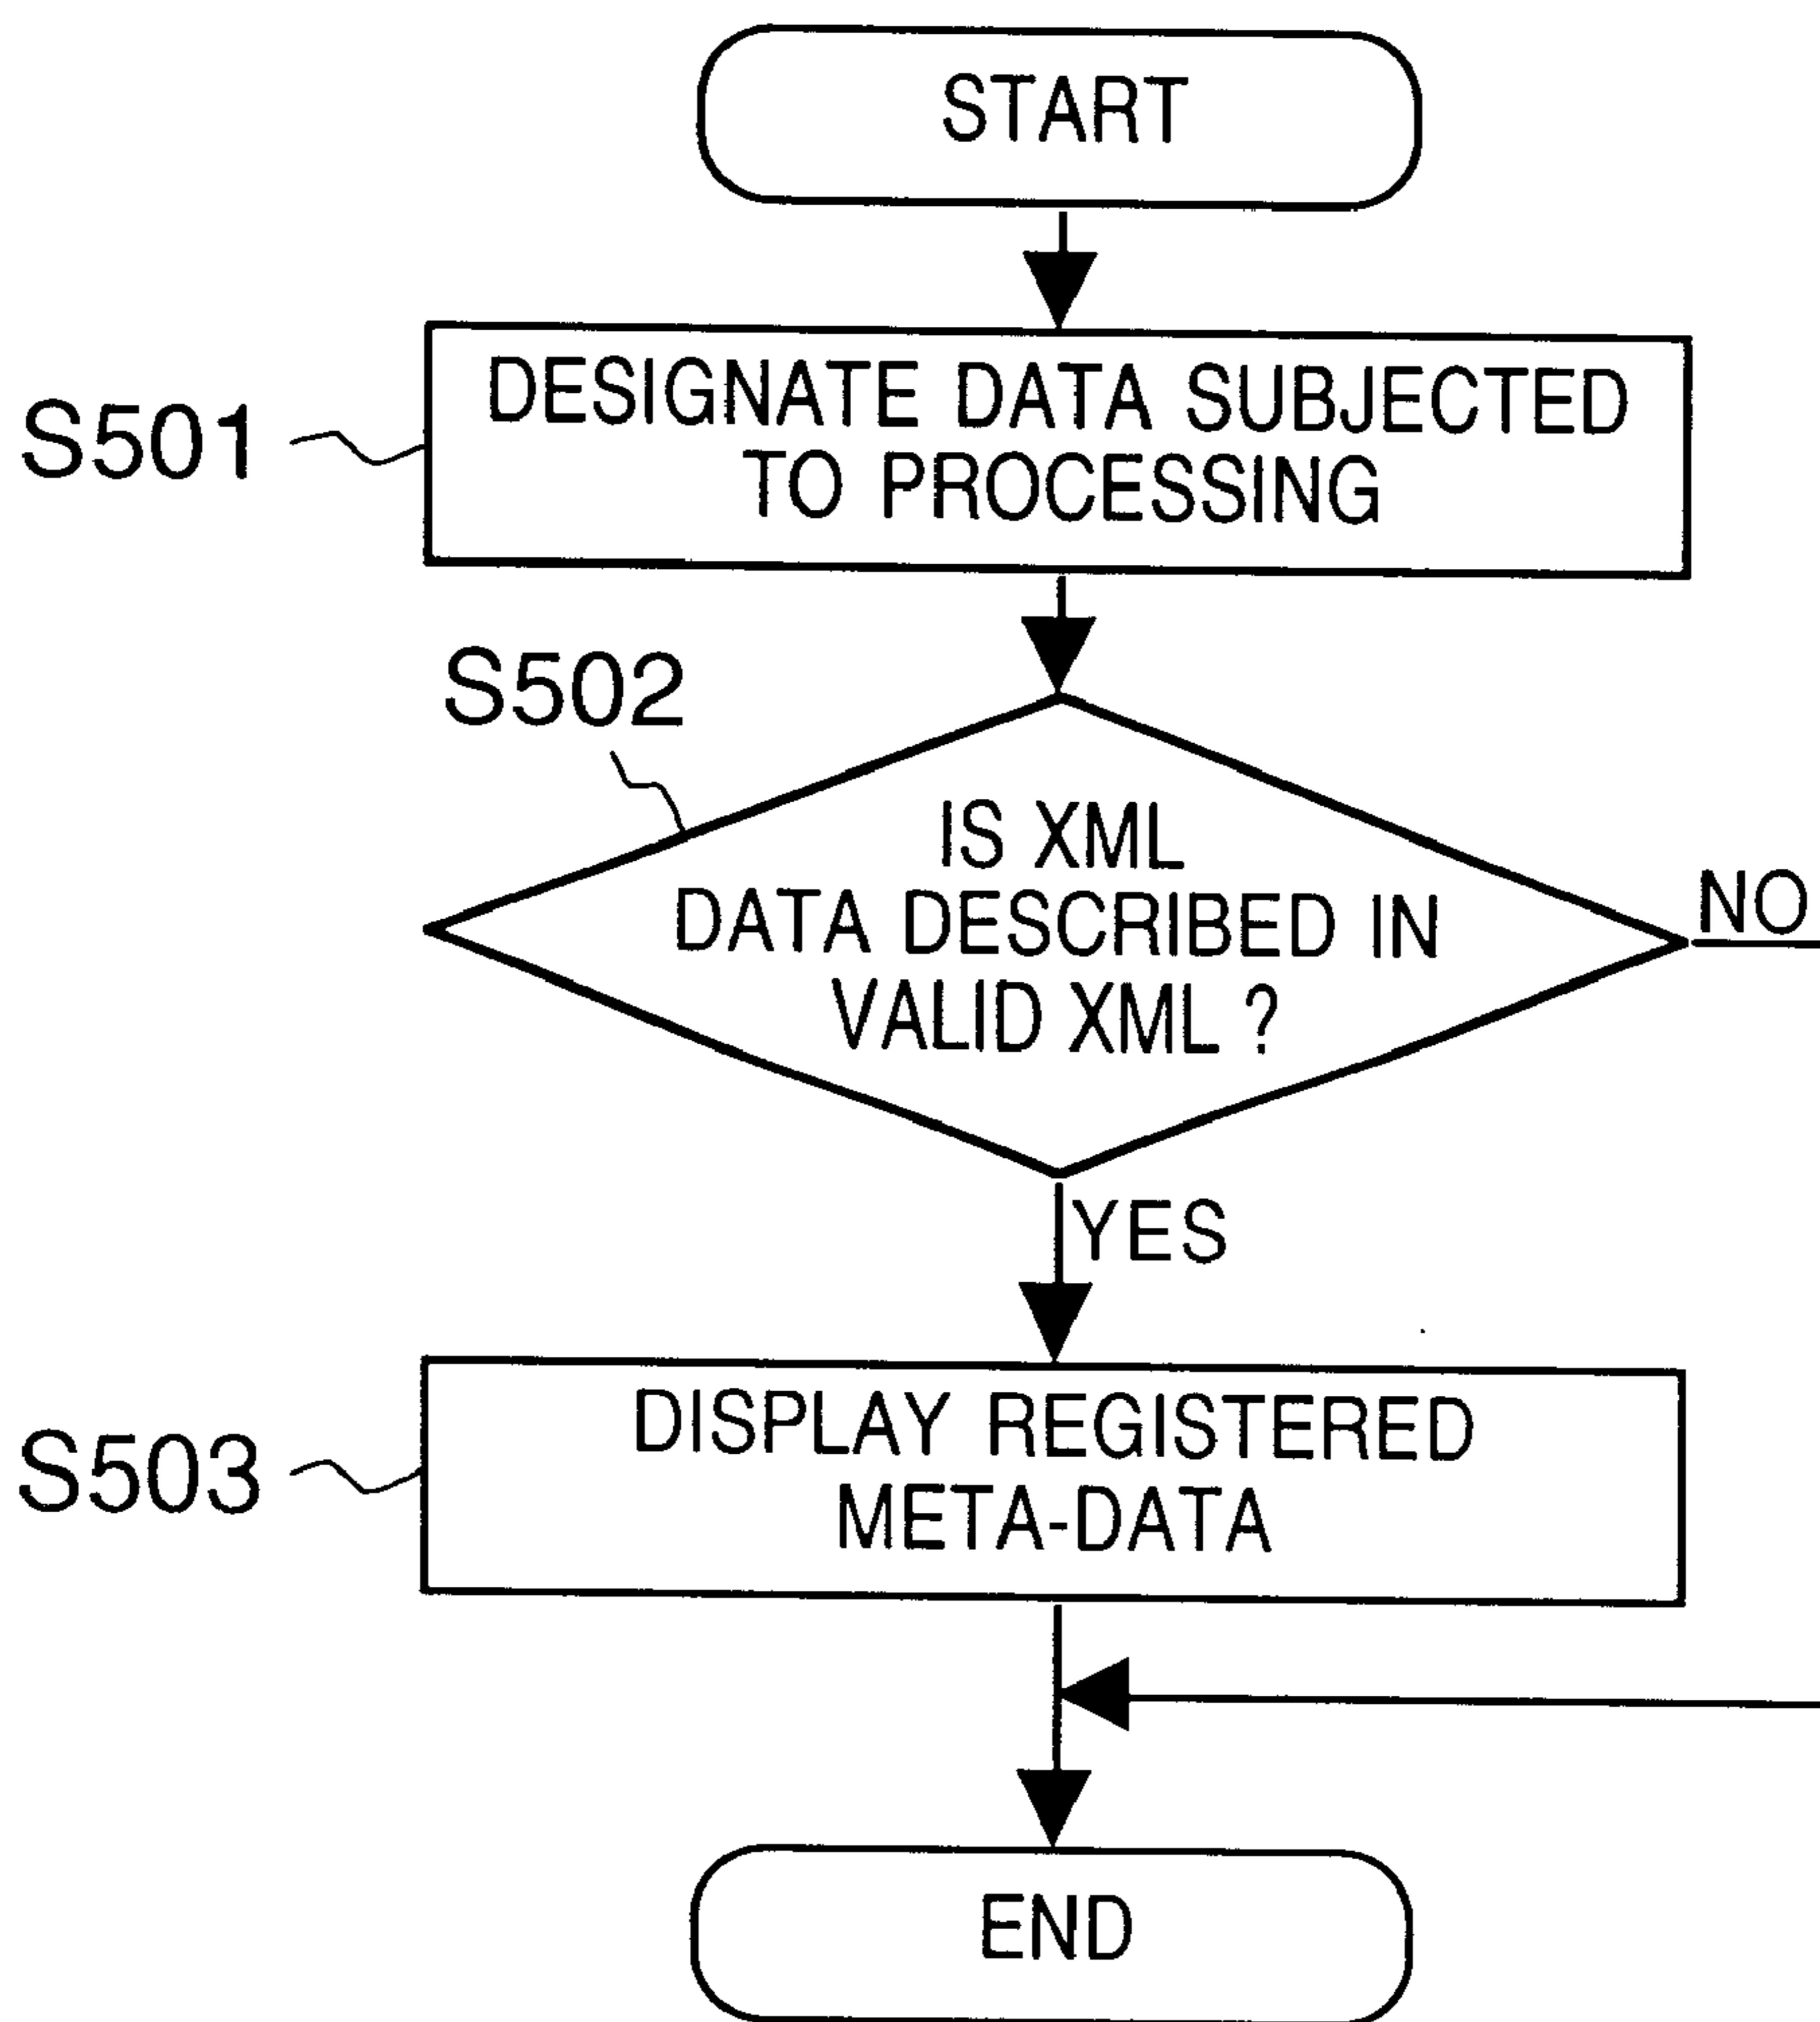 START
S501
DESIGNATE DATA SUBJECTED
TO PROCESSING
S502
IS XML
DATA DESCRIBED IN
VALID XML ?
NO
YES
S503
DISPLAY REGISTERED
META-DATA
END